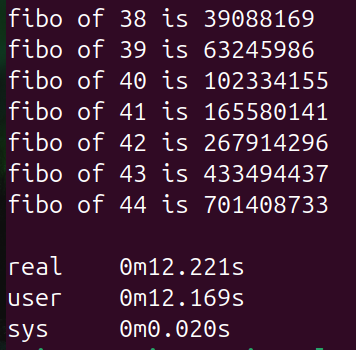 fibo of 38 is 39088169
fibo of 39 is 63245986
fibo of 40 is 102334155
fibo of 41 is 165580141
fibo of 42 is 267914296
fibo of 43 is 433494437
fibo of 44 is 701408733

real    0m12.221s
user    0m12.169s
sys     0m0.020s